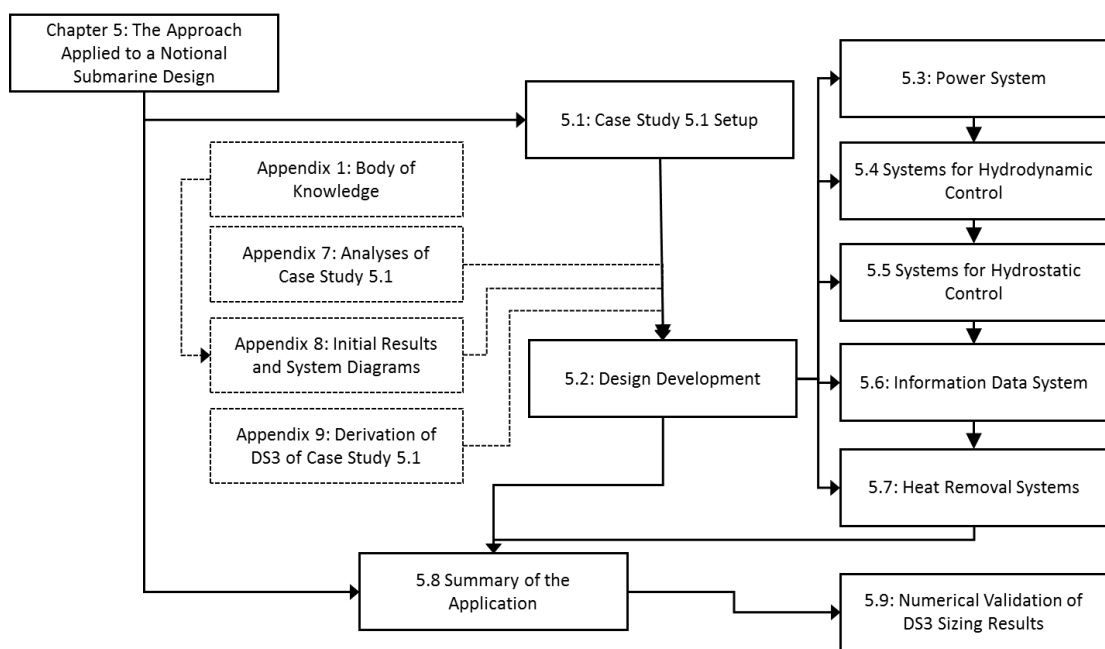 Chapter 5: The Approach
Applied to a Notional
Submarine Design
5.1: Case Study 5.1 Setup
Appendix 1: Body of
Knowledge
Appendix 7: Analyses of
Case Study 5.1
Appendix 8: Initial Results
and System Diagrams
Appendix 9: Derivation of
DS3 of Case Study 5.1
5.2: Design Development
5.3: Power System
5.4 Systems for Hydrodynamic
Control
5.5 Systems for Hydrostatic
Control
5.6: Information Data System
5.7: Heat Removal Systems
5.8 Summary of the
Application
5.9: Numerical Validation of
DS3 Sizing Results